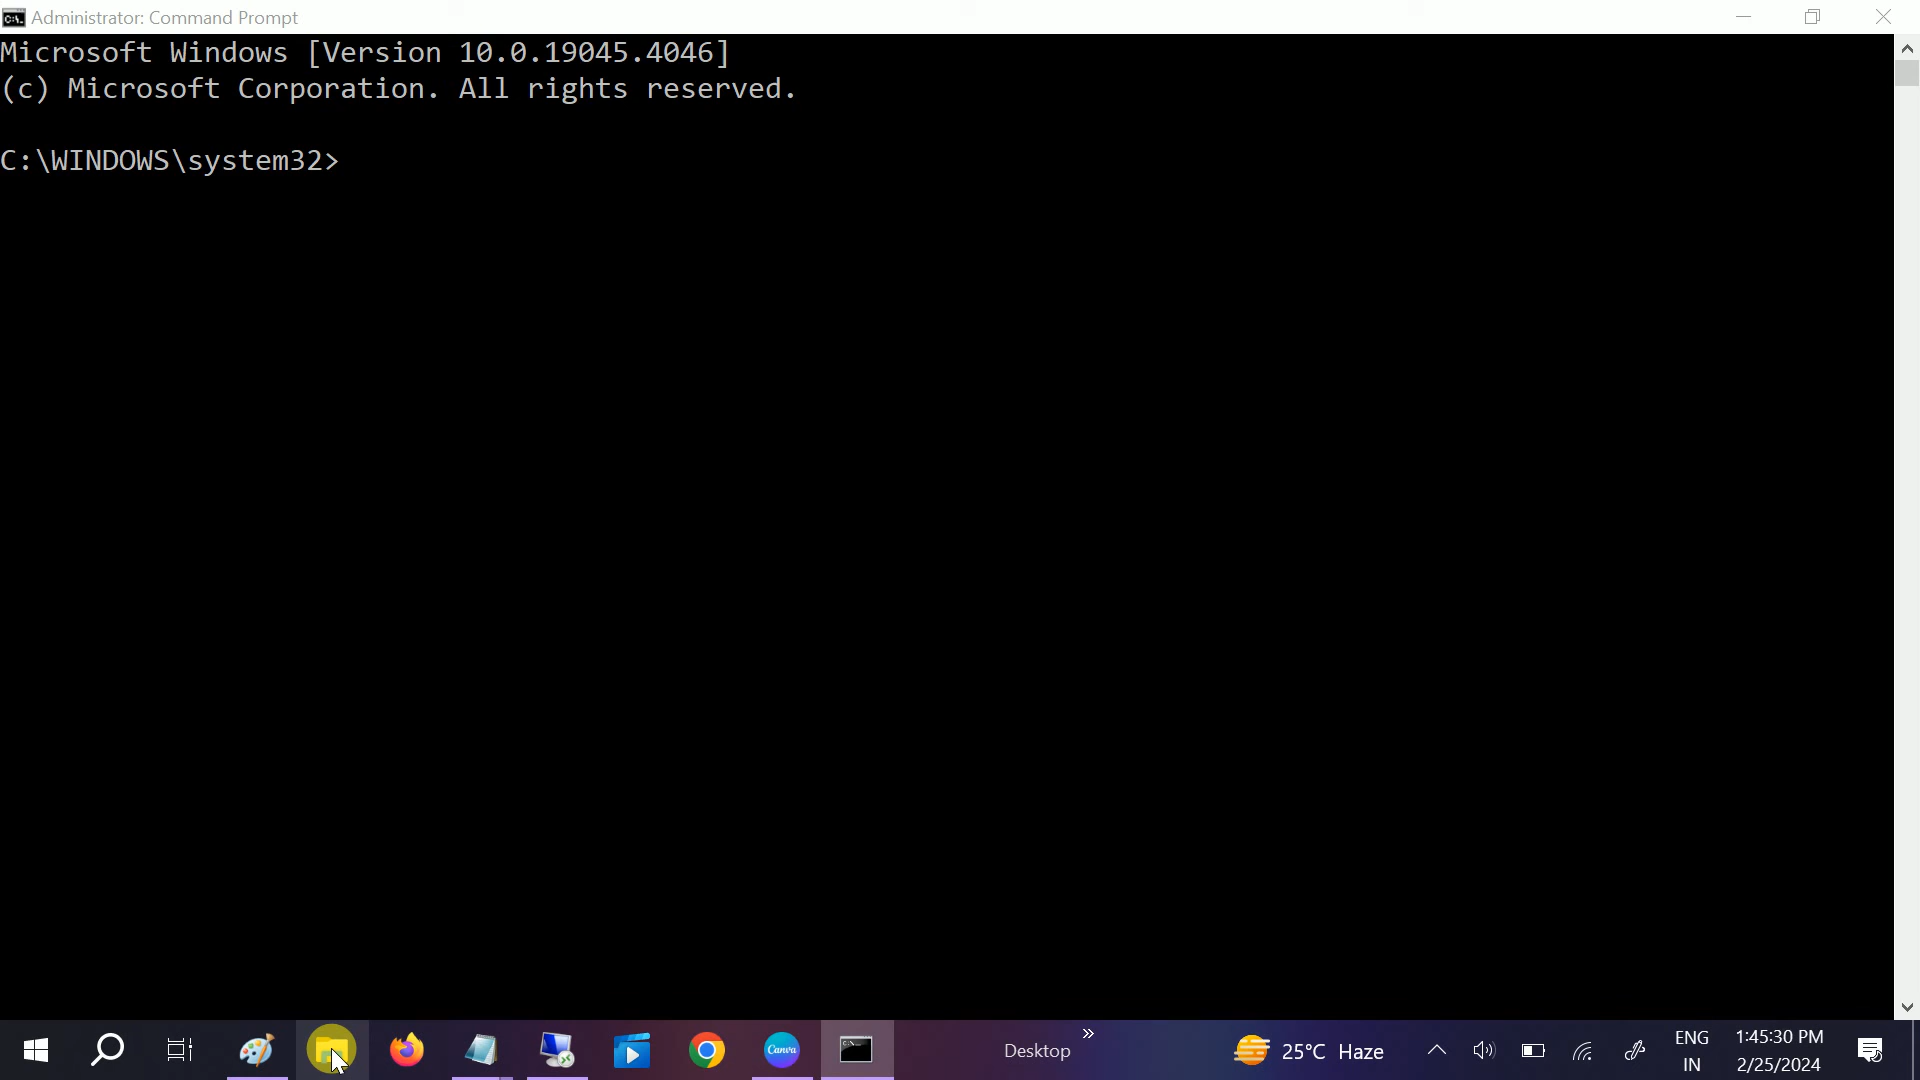 Administrator: Command Prompt
Microsoft Windows [Version 10.0.19045.4046]
(c) Microsoft Corporation. All rights reserved.
C:\WINDOWS\system32>
Canva
Desktop
25°C Haze
ENG
IN
1:45:30 PM
2/25/2024